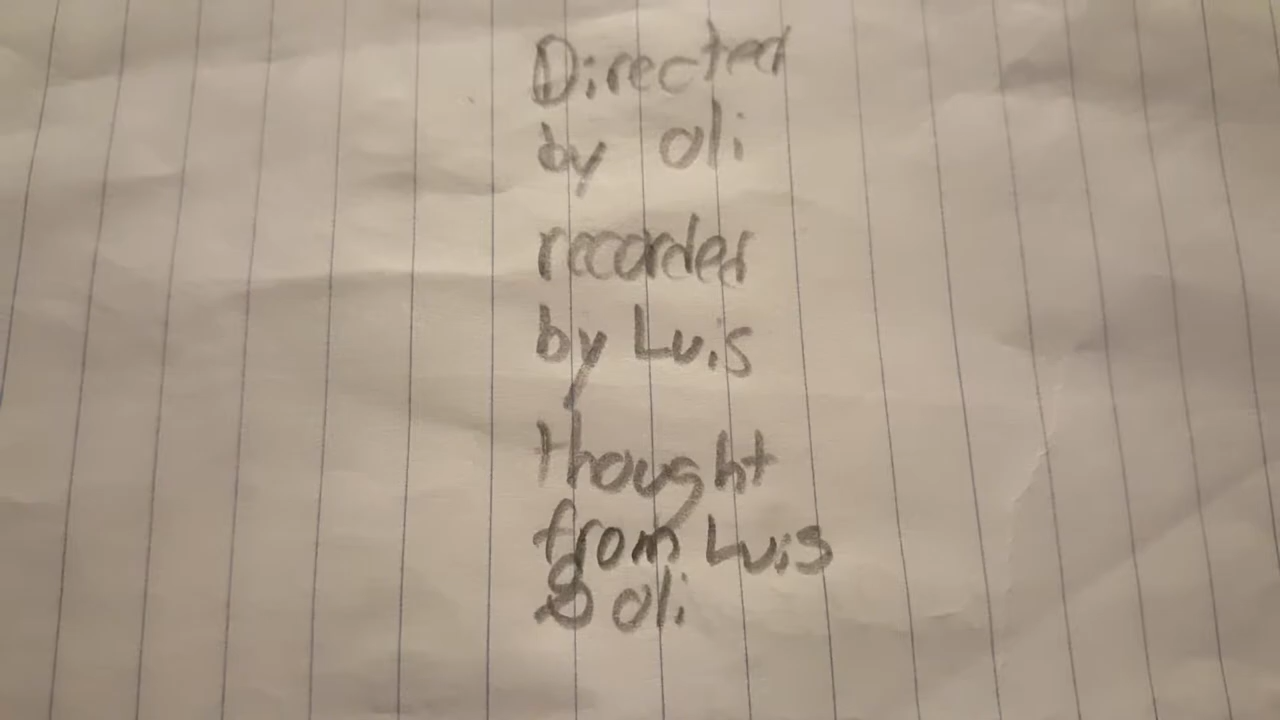 Directed
by Oli
recorded
by Luis
thought
from Luis
& Oli